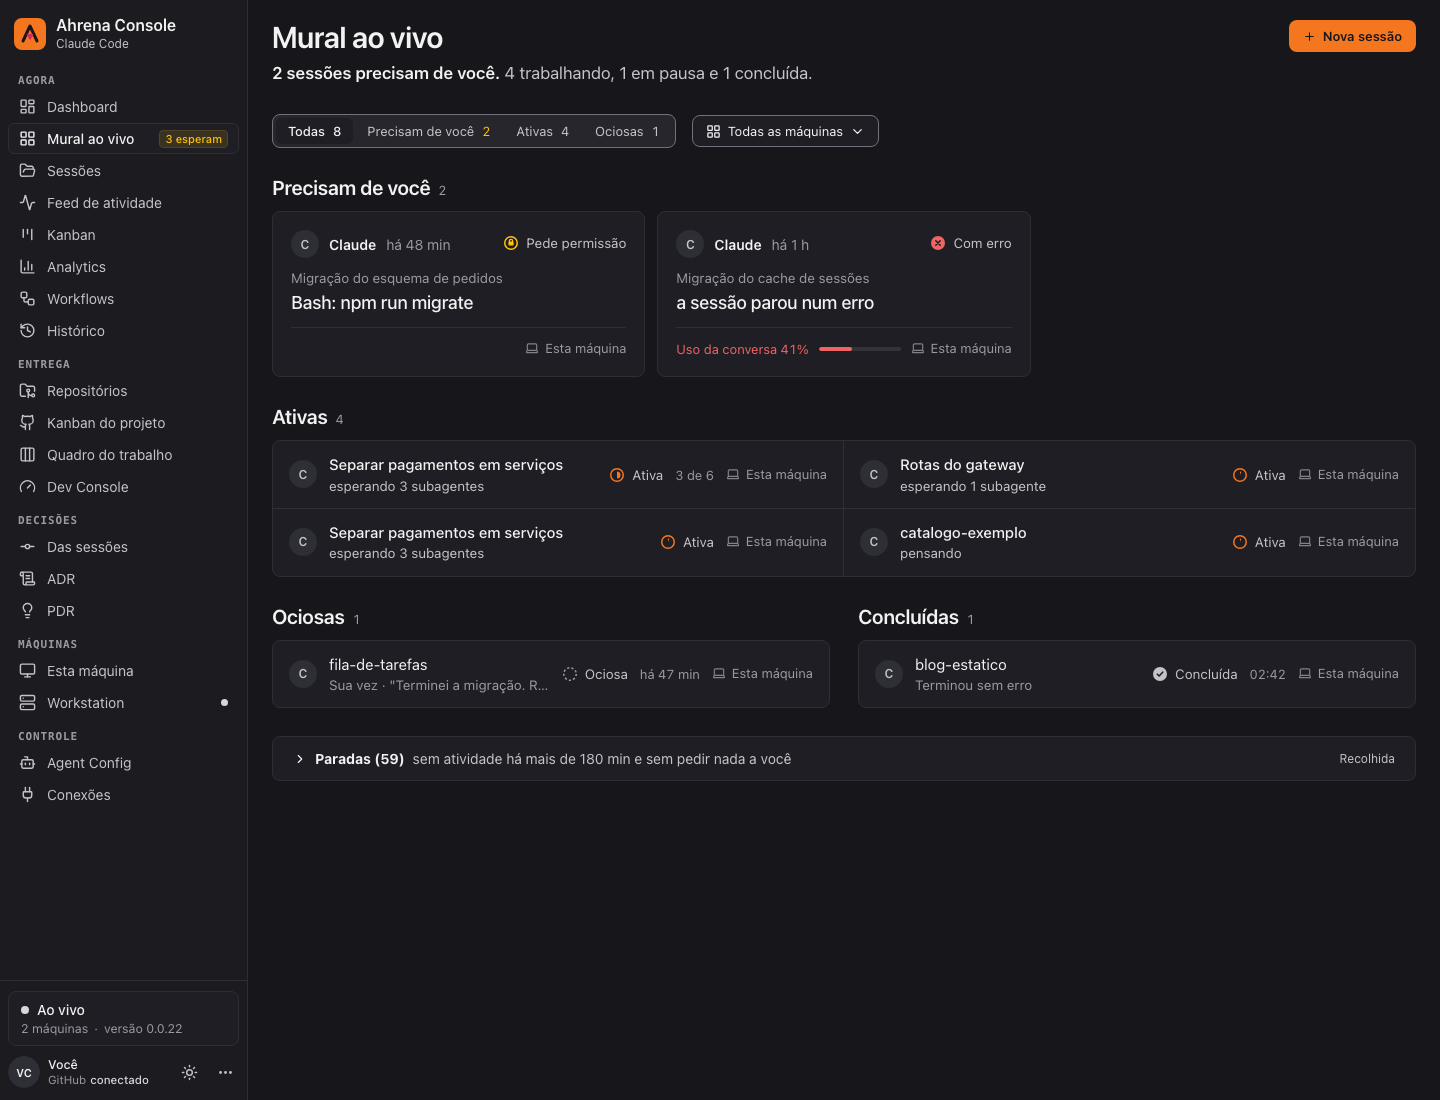 Ahrena Console
Claude Code
AGORA
Dashboard
Mural ao vivo 3 esperam
Sessões
Feed de atividade
Kanban
Analytics
Workflows
Histórico
ENTREGA
Repositórios
Kanban do projeto
Quadro do trabalho
Dev Console
DECISÕES
Das sessões
ADR
PDR
MÁQUINAS
Esta máquina
Workstation
CONTROLE
Agent Config
Conexões
Ao vivo
2 máquinas · versão 0.0.22
VC
Você
GitHub conectado
Mural ao vivo
+ Nova sessão
2 sessões precisam de você. 4 trabalhando, 1 em pausa e 1 concluída.
Todas 8 Precisam de você 2 Ativas 4 Ociosas 1
Todas as máquinas
Precisam de você 2
C Claude há 48 min Pede permissão
Migração do esquema de pedidos
Bash: npm run migrate
Esta máquina
C Claude há 1 h Com erro
Migração do cache de sessões
a sessão parou num erro
Uso da conversa 41% Esta máquina
Ativas 4
C Separar pagamentos em serviços
esperando 3 subagentes
Ativa 3 de 6 Esta máquina
C Rotas do gateway
esperando 1 subagente
Ativa Esta máquina
C Separar pagamentos em serviços
esperando 3 subagentes
Ativa Esta máquina
C catalogo-exemplo
pensando
Ativa Esta máquina
Ociosas 1
C fila-de-tarefas
Sua vez · "Terminei a migração. R...
Ociosa há 47 min Esta máquina
Concluídas 1
C blog-estatico
Terminou sem erro
Concluída 02:42 Esta máquina
Paradas (59) sem atividade há mais de 180 min e sem pedir nada a você Recolhida